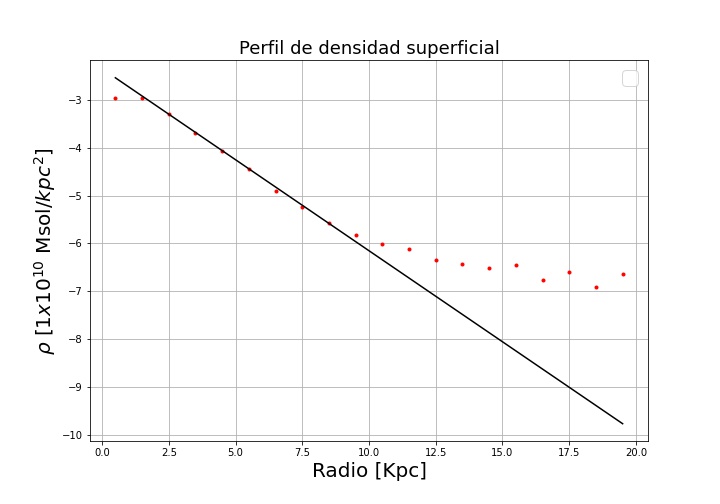 Perfil de densidad superficial
−3
−4
−5
−6
−7
−8
−9
−10
ρ [1x10¹⁰ Msol/kpc²]
0.0 2.5 5.0 7.5 10.0 12.5 15.0 17.5 20.0
Radio [Kpc]